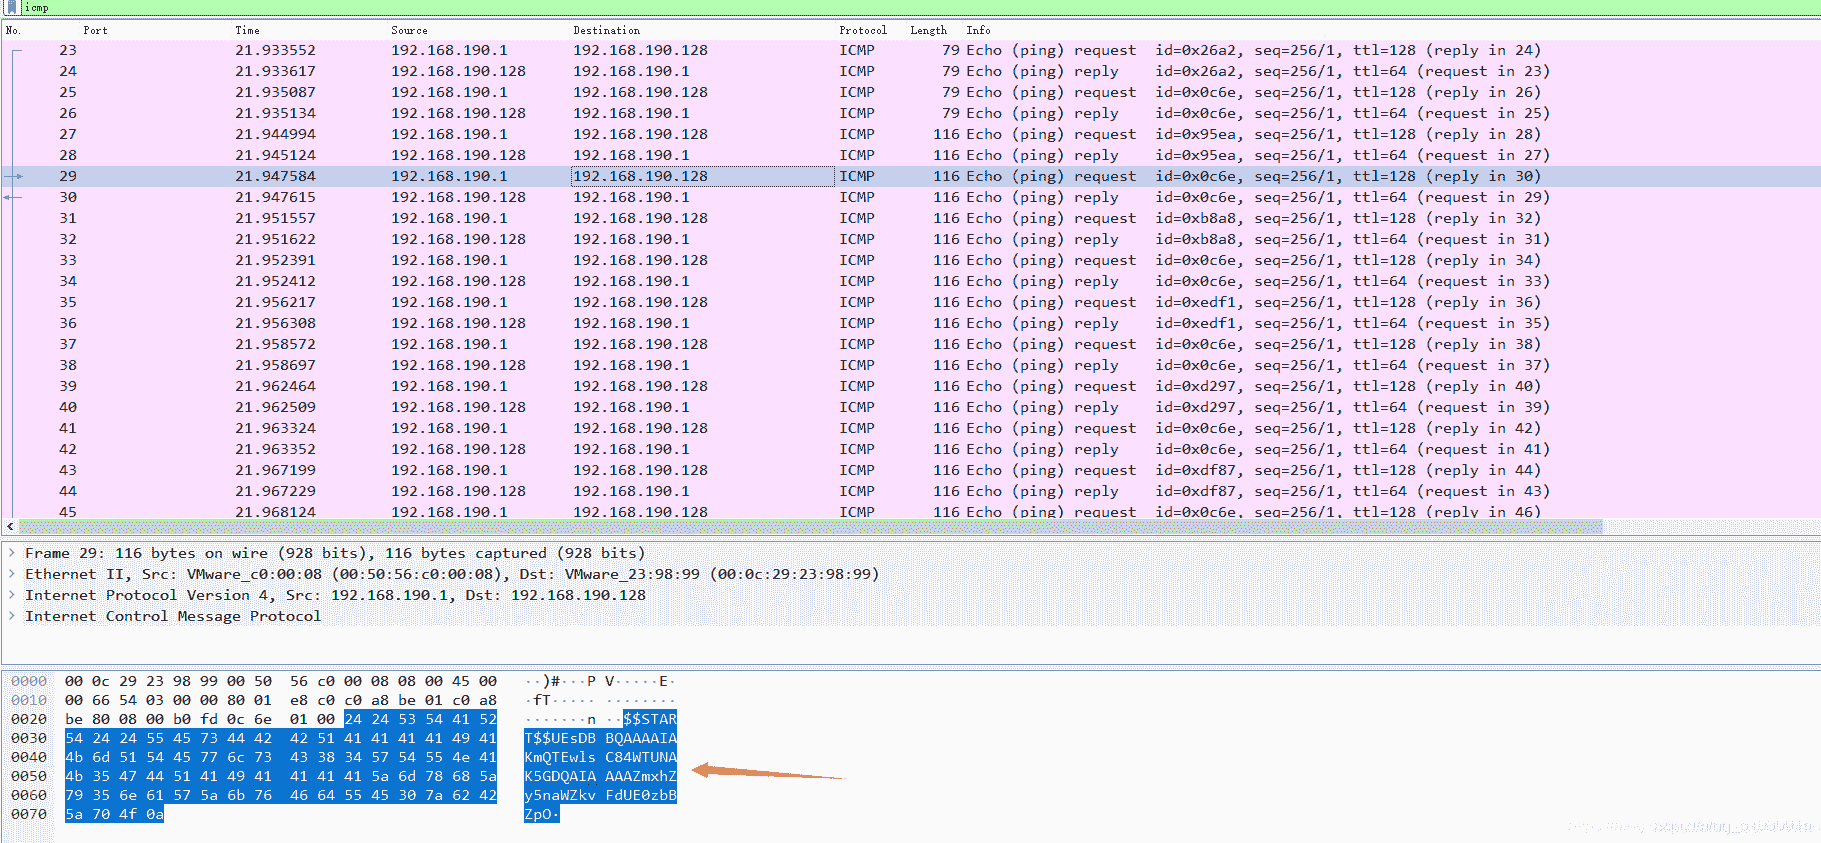 icmp
No. Port Time Source Destination Protocol Length Info
23 21.933552 192.168.190.1 192.168.190.128 ICMP 79 Echo (ping) request id=0x26a2, seq=256/1, ttl=128 (reply in 24)
24 21.933617 192.168.190.128 192.168.190.1 ICMP 79 Echo (ping) reply id=0x26a2, seq=256/1, ttl=64 (request in 23)
25 21.935087 192.168.190.1 192.168.190.128 ICMP 79 Echo (ping) request id=0x0c6e, seq=256/1, ttl=128 (reply in 26)
26 21.935134 192.168.190.128 192.168.190.1 ICMP 79 Echo (ping) reply id=0x0c6e, seq=256/1, ttl=64 (request in 25)
27 21.944994 192.168.190.1 192.168.190.128 ICMP 116 Echo (ping) request id=0x95ea, seq=256/1, ttl=128 (reply in 28)
28 21.945124 192.168.190.128 192.168.190.1 ICMP 116 Echo (ping) reply id=0x95ea, seq=256/1, ttl=64 (request in 27)
29 21.947584 192.168.190.1 192.168.190.128 ICMP 116 Echo (ping) request id=0x0c6e, seq=256/1, ttl=128 (reply in 30)
30 21.947615 192.168.190.128 192.168.190.1 ICMP 116 Echo (ping) reply id=0x0c6e, seq=256/1, ttl=64 (request in 29)
31 21.951557 192.168.190.1 192.168.190.128 ICMP 116 Echo (ping) request id=0xb8a8, seq=256/1, ttl=128 (reply in 32)
32 21.951622 192.168.190.128 192.168.190.1 ICMP 116 Echo (ping) reply id=0xb8a8, seq=256/1, ttl=64 (request in 31)
33 21.952391 192.168.190.1 192.168.190.128 ICMP 116 Echo (ping) request id=0x0c6e, seq=256/1, ttl=128 (reply in 34)
34 21.952412 192.168.190.128 192.168.190.1 ICMP 116 Echo (ping) reply id=0x0c6e, seq=256/1, ttl=64 (request in 33)
35 21.956217 192.168.190.1 192.168.190.128 ICMP 116 Echo (ping) request id=0xedf1, seq=256/1, ttl=128 (reply in 36)
36 21.956308 192.168.190.128 192.168.190.1 ICMP 116 Echo (ping) reply id=0xedf1, seq=256/1, ttl=64 (request in 35)
37 21.958572 192.168.190.1 192.168.190.128 ICMP 116 Echo (ping) request id=0x0c6e, seq=256/1, ttl=128 (reply in 38)
38 21.958697 192.168.190.128 192.168.190.1 ICMP 116 Echo (ping) reply id=0x0c6e, seq=256/1, ttl=64 (request in 37)
39 21.962464 192.168.190.1 192.168.190.128 ICMP 116 Echo (ping) request id=0xd297, seq=256/1, ttl=128 (reply in 40)
40 21.962509 192.168.190.128 192.168.190.1 ICMP 116 Echo (ping) reply id=0xd297, seq=256/1, ttl=64 (request in 39)
41 21.963324 192.168.190.1 192.168.190.128 ICMP 116 Echo (ping) request id=0x0c6e, seq=256/1, ttl=128 (reply in 42)
42 21.963352 192.168.190.128 192.168.190.1 ICMP 116 Echo (ping) reply id=0x0c6e, seq=256/1, ttl=64 (request in 41)
43 21.967199 192.168.190.1 192.168.190.128 ICMP 116 Echo (ping) request id=0xdf87, seq=256/1, ttl=128 (reply in 44)
44 21.967229 192.168.190.128 192.168.190.1 ICMP 116 Echo (ping) reply id=0xdf87, seq=256/1, ttl=64 (request in 43)
45 21.968124 192.168.190.1 192.168.190.128 ICMP 116 Echo (ping) request id=0x0c6e, seq=256/1, ttl=128 (reply in 46)
Frame 29: 116 bytes on wire (928 bits), 116 bytes captured (928 bits)
Ethernet II, Src: VMware_c0:00:08 (00:50:56:c0:00:08), Dst: VMware_23:98:99 (00:0c:29:23:98:99)
Internet Protocol Version 4, Src: 192.168.190.1, Dst: 192.168.190.128
Internet Control Message Protocol
0000 00 0c 29 23 98 99 00 50 56 c0 00 08 08 00 45 00 ··)#···P V·····E·
0010 00 66 54 03 00 00 80 01 e8 c0 c0 a8 be 01 c0 a8 ·fT····· ········
0020 be 80 08 00 b0 fd 0c 6e 01 00 24 24 53 54 41 52 ·······n ··$$STAR
0030 54 24 24 55 45 73 44 42 42 51 41 41 41 41 49 41 T$$UEsDB BQAAAAIA
0040 4b 6d 51 54 45 77 6c 73 43 38 34 57 54 55 4e 41 KmQTEwls C84WTUNA
0050 4b 35 47 44 51 41 49 41 41 41 41 5a 6d 78 68 5a K5GDQAIA AAAZmxhZ
0060 79 35 6e 61 57 5a 6b 76 46 64 55 45 30 7a 62 42 y5naWZkv FdUE0zbB
0070 5a 70 4f 0a ZpO·